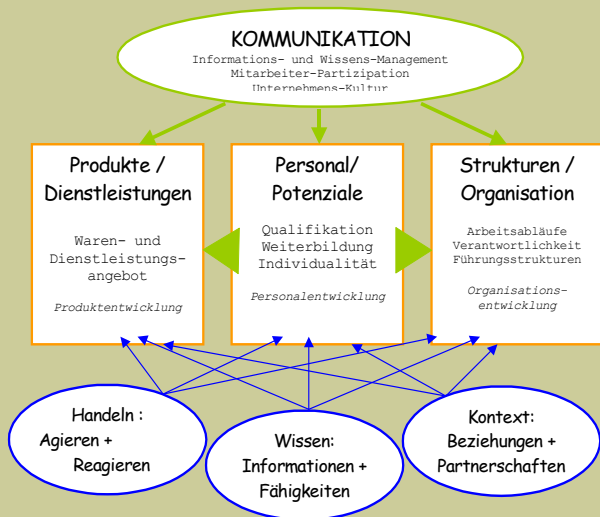 KOMMUNIKATION
Informations- und Wissens-Management
Mitarbeiter-Partizipation
Unternehmens-Kultur
Produkte /
Dienstleistungen
Waren- und
Dienstleistungs-
angebot
Produktentwicklung
Personal/
Potenziale
Qualifikation
Weiterbildung
Individualität
Personalentwicklung
Strukturen /
Organisation
Arbeitsabläufe
Verantwortlichkeit
Führungsstrukturen
Organisations-
entwicklung
Handeln :
Agieren +
Reagieren
Wissen:
Informationen +
Fähigkeiten
Kontext:
Beziehungen +
Partnerschaften